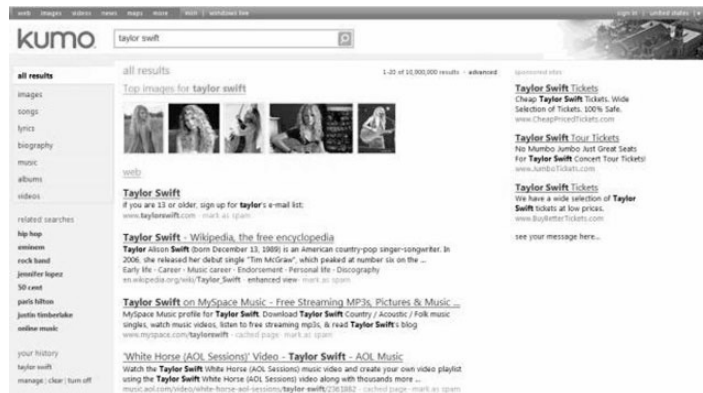 web images videos news maps more msn | windows live
sign in | united states
kumo
taylor swift
all results
images
songs
lyrics
biography
music
albums
videos
related searches
hip hop
eminem
rock band
jennifer lopez
50 cent
paris hilton
justin timberlake
online music
your history
taylor swift
manage | clear | turn off
all results
1-20 of 10,900,000 results · advanced
Top images for taylor swift
web
Taylor Swift
if you are 13 or older, sign up for taylor's e-mail list:
www.taylorswift.com · mark as spam
Taylor Swift - Wikipedia, the free encyclopedia
Taylor Alison Swift (born December 13, 1989) is an American country-pop singer-songwriter. In
2006, she released her debut single "Tim McGraw", which peaked at number six on the ...
Early life · Career · Music career · Endorsement · Personal life · Discography
en.wikipedia.org/wiki/Taylor_Swift · enhanced view · mark as spam
Taylor Swift on MySpace Music - Free Streaming MP3s, Pictures & Music ...
MySpace Music profile for Taylor Swift. Download Taylor Swift Country / Acoustic / Folk music
singles, watch music videos, listen to free streaming mp3s, & read Taylor Swift's blog
www.myspace.com/taylorswift · cached page · mark as spam
'White Horse (AOL Sessions)' Video - Taylor Swift - AOL Music
Watch the Taylor Swift White Horse (AOL Sessions) music video and create your own video playlist
using the Taylor Swift White Horse (AOL Sessions) video along with thousands more ...
music.aol.com/video/white-horse-aol-sessions/taylor-swift/2361882 · cached page · mark as spam
sponsored sites
Taylor Swift Tickets
Cheap Taylor Swift Tickets. Wide
Selection of Tickets. 100% Safe.
www.CheapPricedTickets.com
Taylor Swift Tour Tickets
No Mumbo Jumbo Just Great Seats
For Taylor Swift Concert Tour Tickets!
www.JumboTickets.com
Taylor Swift Tickets
We have a wide selection of Taylor
Swift tickets at low prices.
www.BuyBetterTickets.com
see your message here...